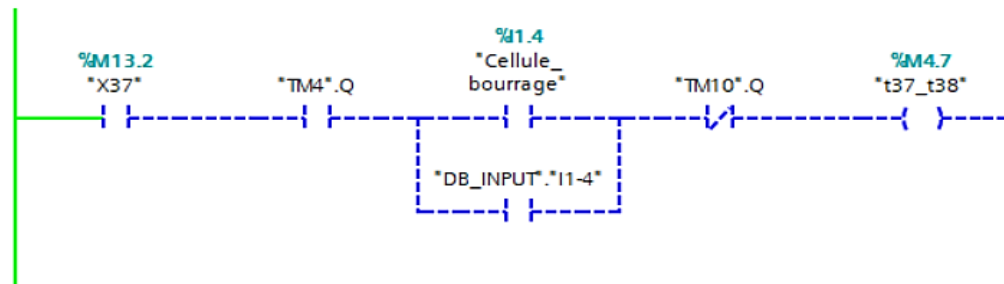 %I1.4
%M13.2 "Cellule_ %M4.7
"X37" "TM4".Q bourrage" "TM10".Q "t37_t38"
"DB_INPUT"."I1-4"